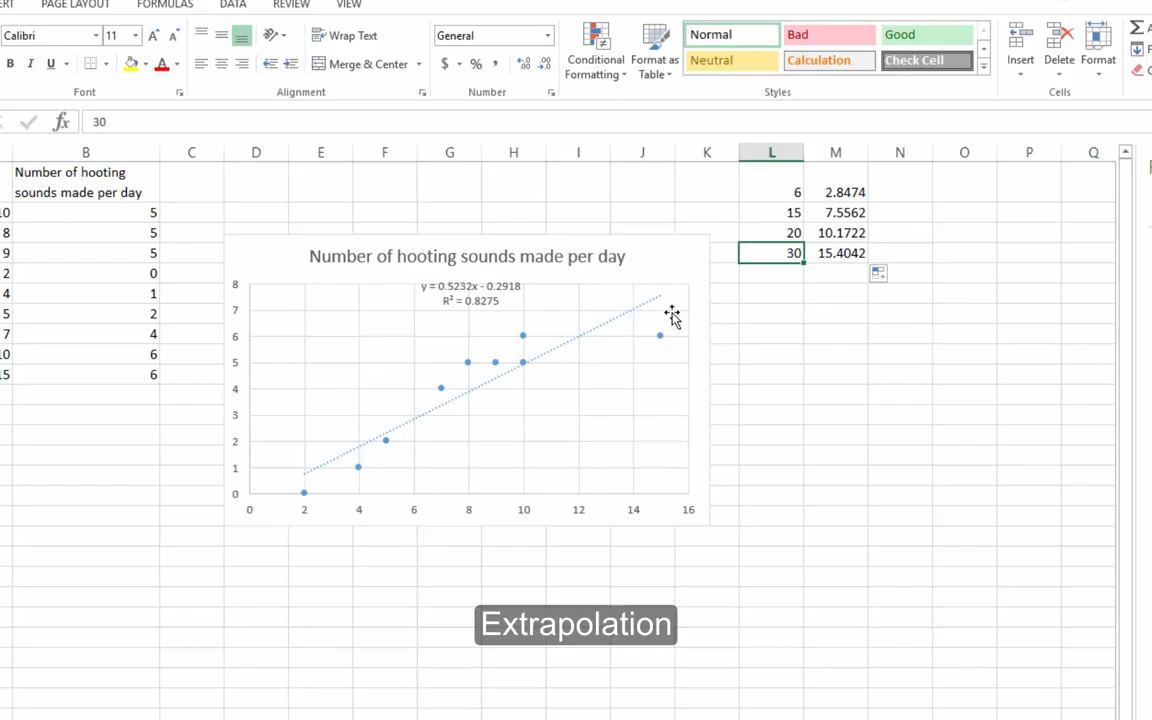 ERT PAGE LAYOUT FORMULAS DATA REVIEW VIEW
Calibri 11 A A Wrap Text General Conditional Formatting Format as Table Normal Bad Good
B I U A Merge & Center $ % , Neutral Calculation Check Cell Insert Delete Format
Font Alignment Number Styles Cells
fx 30
B C D E F G H I J K L M N O P Q
Number of hooting
sounds made per day 6 2.8474
10 5 15 7.5562
8 5 20 10.1722
9 5 30 15.4042
2 0
4 1
5 2
7 4
10 6
15 6
Number of hooting sounds made per day
y = 0.5232x - 0.2918
R² = 0.8275
8
7
6
5
4
3
2
1
0
0 2 4 6 8 10 12 14 16
Extrapolation